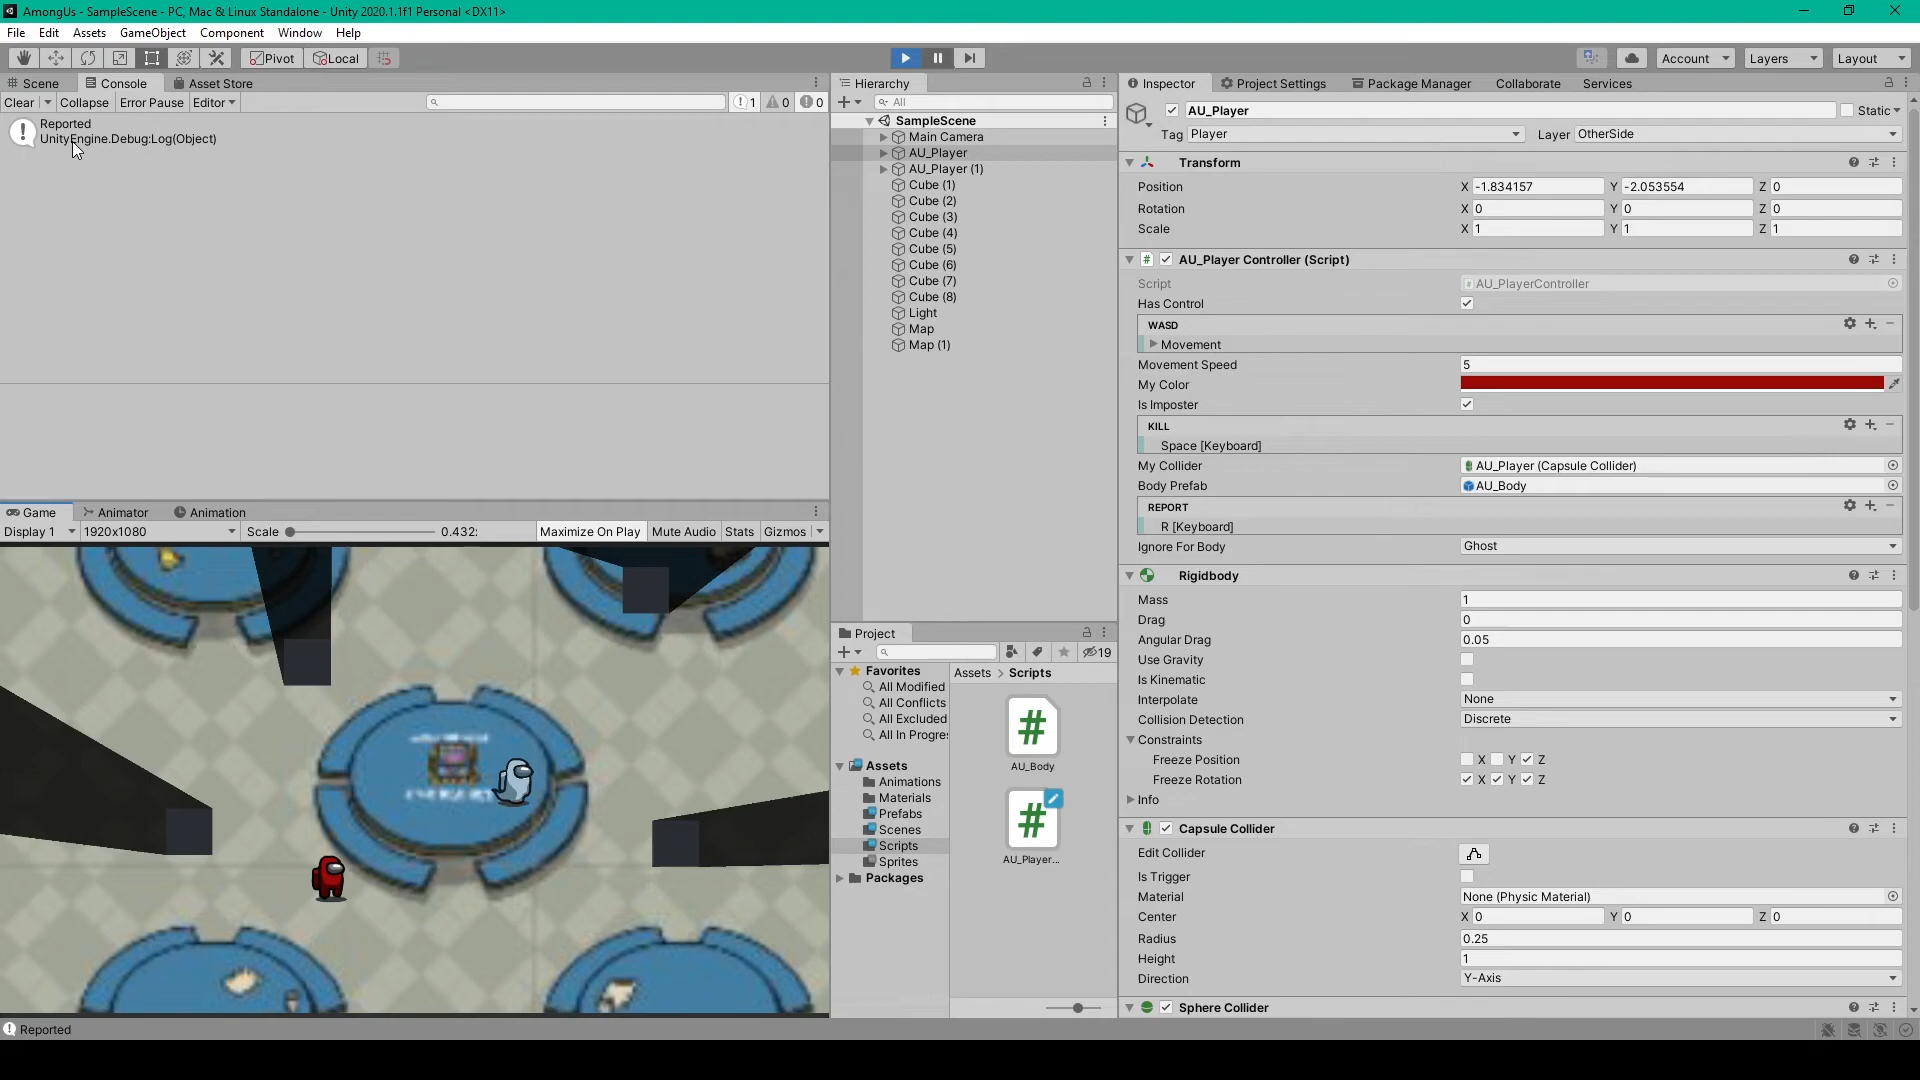 AmongUs - SampleScene - PC, Mac & Linux Standalone - Unity 2020.1.1f1 Personal <DX11>
File Edit Assets GameObject Component Window Help
Pivot Local Account Layers Layout
Scene Console Asset Store
Clear Collapse Error Pause Editor 1 0 0
Reported
UnityEngine.Debug:Log(Object)
Game Animator Animation
Display 1 1920x1080 Scale 0.432: Maximize On Play Mute Audio Stats Gizmos
Reported
Hierarchy
All
SampleScene
Main Camera
AU_Player
AU_Player (1)
Cube (1)
Cube (2)
Cube (3)
Cube (4)
Cube (5)
Cube (6)
Cube (7)
Cube (8)
Light
Map
Map (1)
Project
19
Favorites
All Modified
All Conflicts
All Excluded
All In Progres
Assets
Animations
Materials
Prefabs
Scenes
Scripts
Sprites
Packages
Assets > Scripts
AU_Body
AU_Player...
Inspector Project Settings Package Manager Collaborate Services
AU_Player Static
Tag Player Layer OtherSide
Transform
Position X -1.834157 Y -2.053554 Z 0
Rotation X 0 Y 0 Z 0
Scale X 1 Y 1 Z 1
AU_Player Controller (Script)
Script AU_PlayerController
Has Control
WASD
Movement
Movement Speed 5
My Color
Is Imposter
KILL
Space [Keyboard]
My Collider AU_Player (Capsule Collider)
Body Prefab AU_Body
REPORT
R [Keyboard]
Ignore For Body Ghost
Rigidbody
Mass 1
Drag 0
Angular Drag 0.05
Use Gravity
Is Kinematic
Interpolate None
Collision Detection Discrete
Constraints
Freeze Position X Y Z
Freeze Rotation X Y Z
Info
Capsule Collider
Edit Collider
Is Trigger
Material None (Physic Material)
Center X 0 Y 0 Z 0
Radius 0.25
Height 1
Direction Y-Axis
Sphere Collider